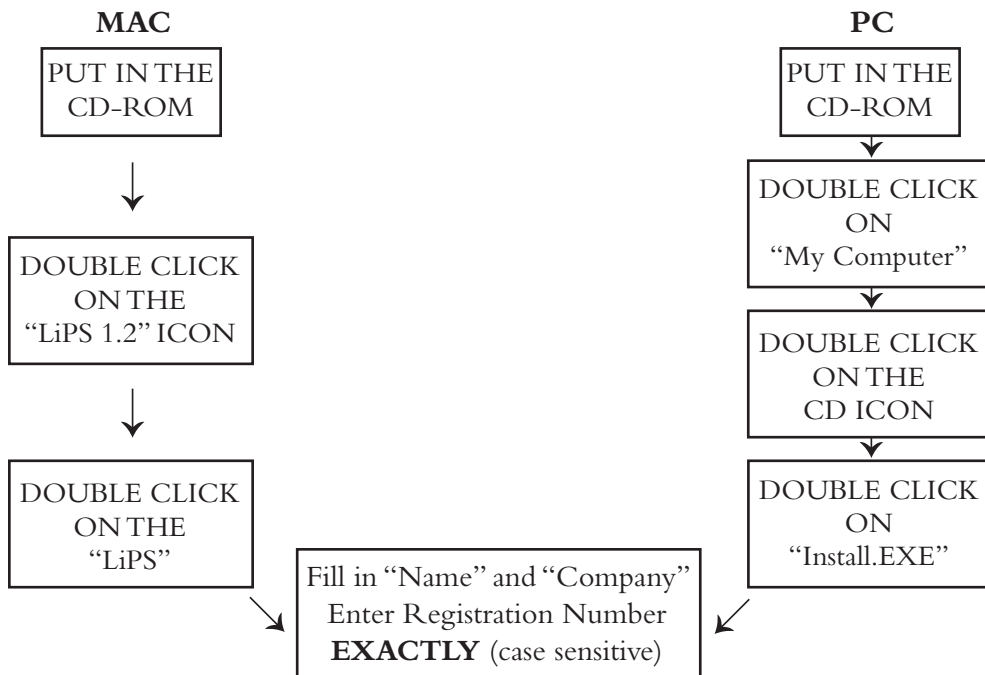 MAC
PUT IN THE
CD-ROM
DOUBLE CLICK
ON THE
“LiPS 1.2” ICON
DOUBLE CLICK
ON THE
“LiPS”
PC
PUT IN THE
CD-ROM
DOUBLE CLICK
ON
“My Computer”
DOUBLE CLICK
ON THE
CD ICON
DOUBLE CLICK
ON
“Install.EXE”
Fill in “Name” and “Company”
Enter Registration Number
EXACTLY (case sensitive)